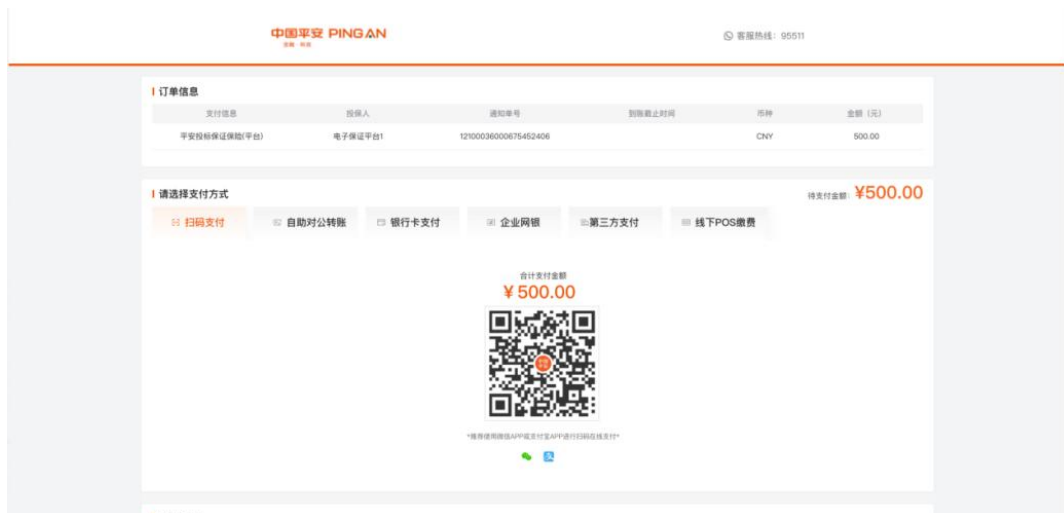 中国平安 PING AN
金融·科技
客服热线：95511
订单信息
支付信息 投保人 通知单号 到账截止时间 币种 金额（元）
平安投标保证保险(平台) 电子保证平台1 12100036000675452406 CNY 500.00
请选择支付方式 待支付金额：¥500.00
扫码支付 自助对公转账 银行卡支付 企业网银 第三方支付 线下POS缴费
合计支付金额
¥500.00
*推荐使用微信APP或支付宝APP进行扫码在线支付*